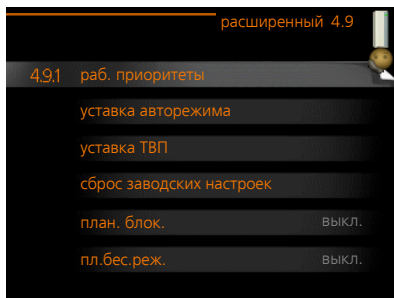 расширенный 4.9
4.9.1 раб. приоритеты
уставка авторежима
уставка ТВП
сброс заводских настроек
план. блок. выкл.
пл.бес.реж. выкл.